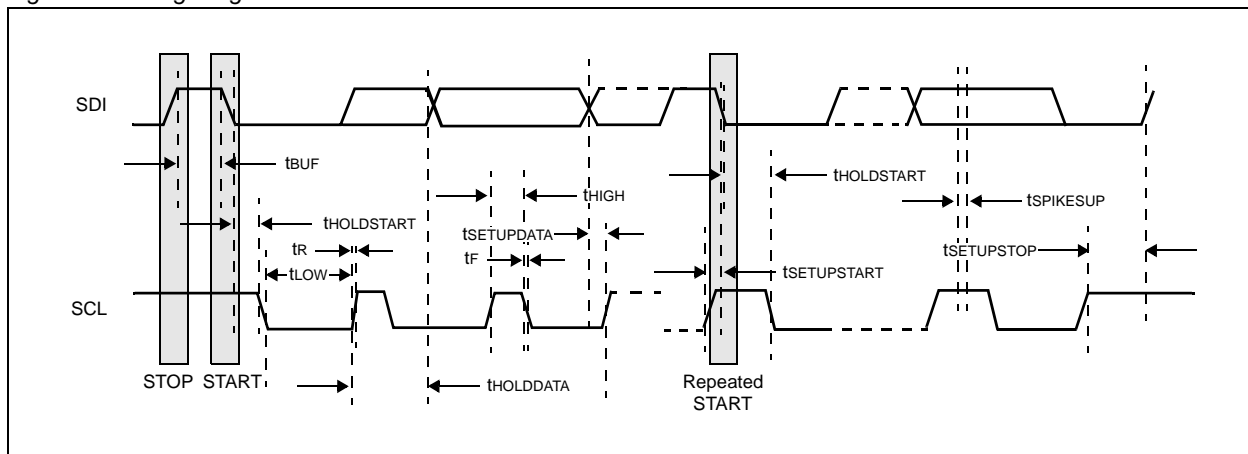 SDI
tBUF
tHIGH
tHOLDSTART
tHOLDSTART
tSPIKESUP
tSETUPDATA
tR
tF
tSETUPSTOP
tLOW
tSETUPSTART
SCL
STOP START
tHOLDDATA
Repeated
START